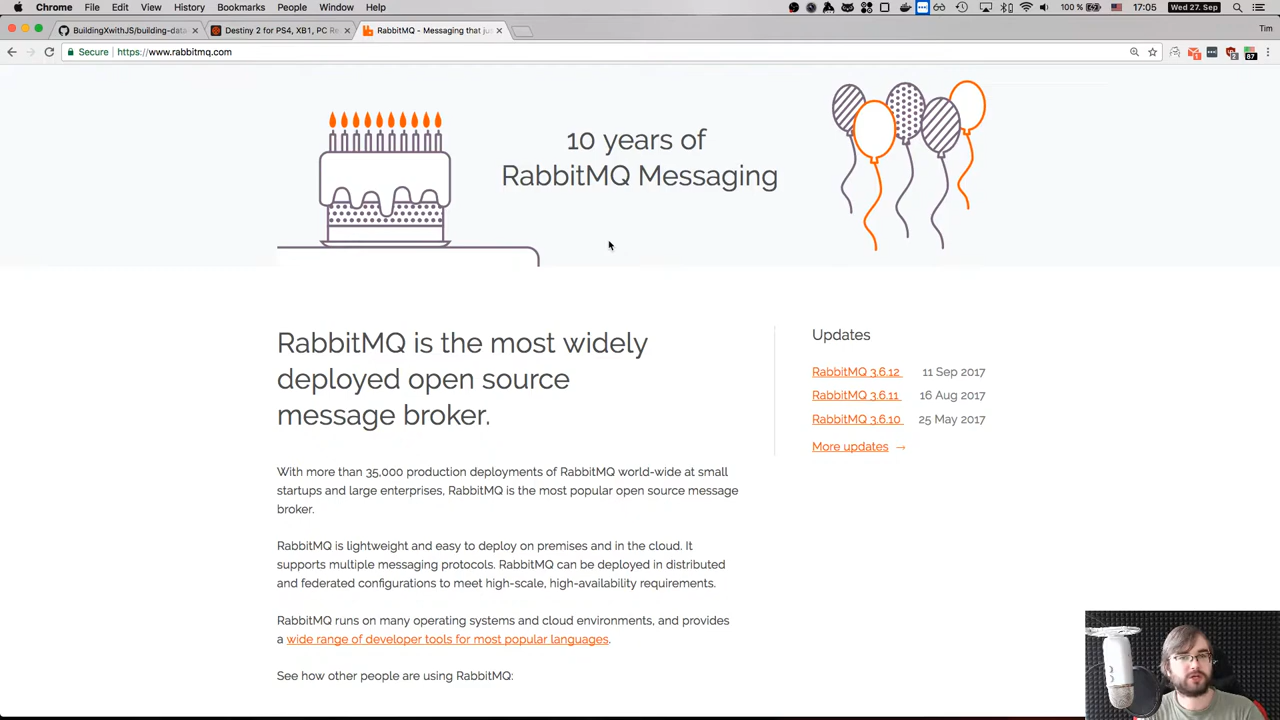 Chrome File Edit View History Bookmarks People Window Help 100 % 17:05 Wed 27. Sep
BuildingXwithJS/building-data Destiny 2 for PS4, XB1, PC Re RabbitMQ - Messaging that jus Tim
Secure https://www.rabbitmq.com 1 2 87
10 years of
RabbitMQ Messaging
RabbitMQ is the most widely
deployed open source
message broker.
With more than 35,000 production deployments of RabbitMQ world-wide at small
startups and large enterprises, RabbitMQ is the most popular open source message
broker.
RabbitMQ is lightweight and easy to deploy on premises and in the cloud. It
supports multiple messaging protocols. RabbitMQ can be deployed in distributed
and federated configurations to meet high-scale, high-availability requirements.
RabbitMQ runs on many operating systems and cloud environments, and provides
a wide range of developer tools for most popular languages.
See how other people are using RabbitMQ:
Updates
RabbitMQ 3.6.12 11 Sep 2017
RabbitMQ 3.6.11 16 Aug 2017
RabbitMQ 3.6.10 25 May 2017
More updates →